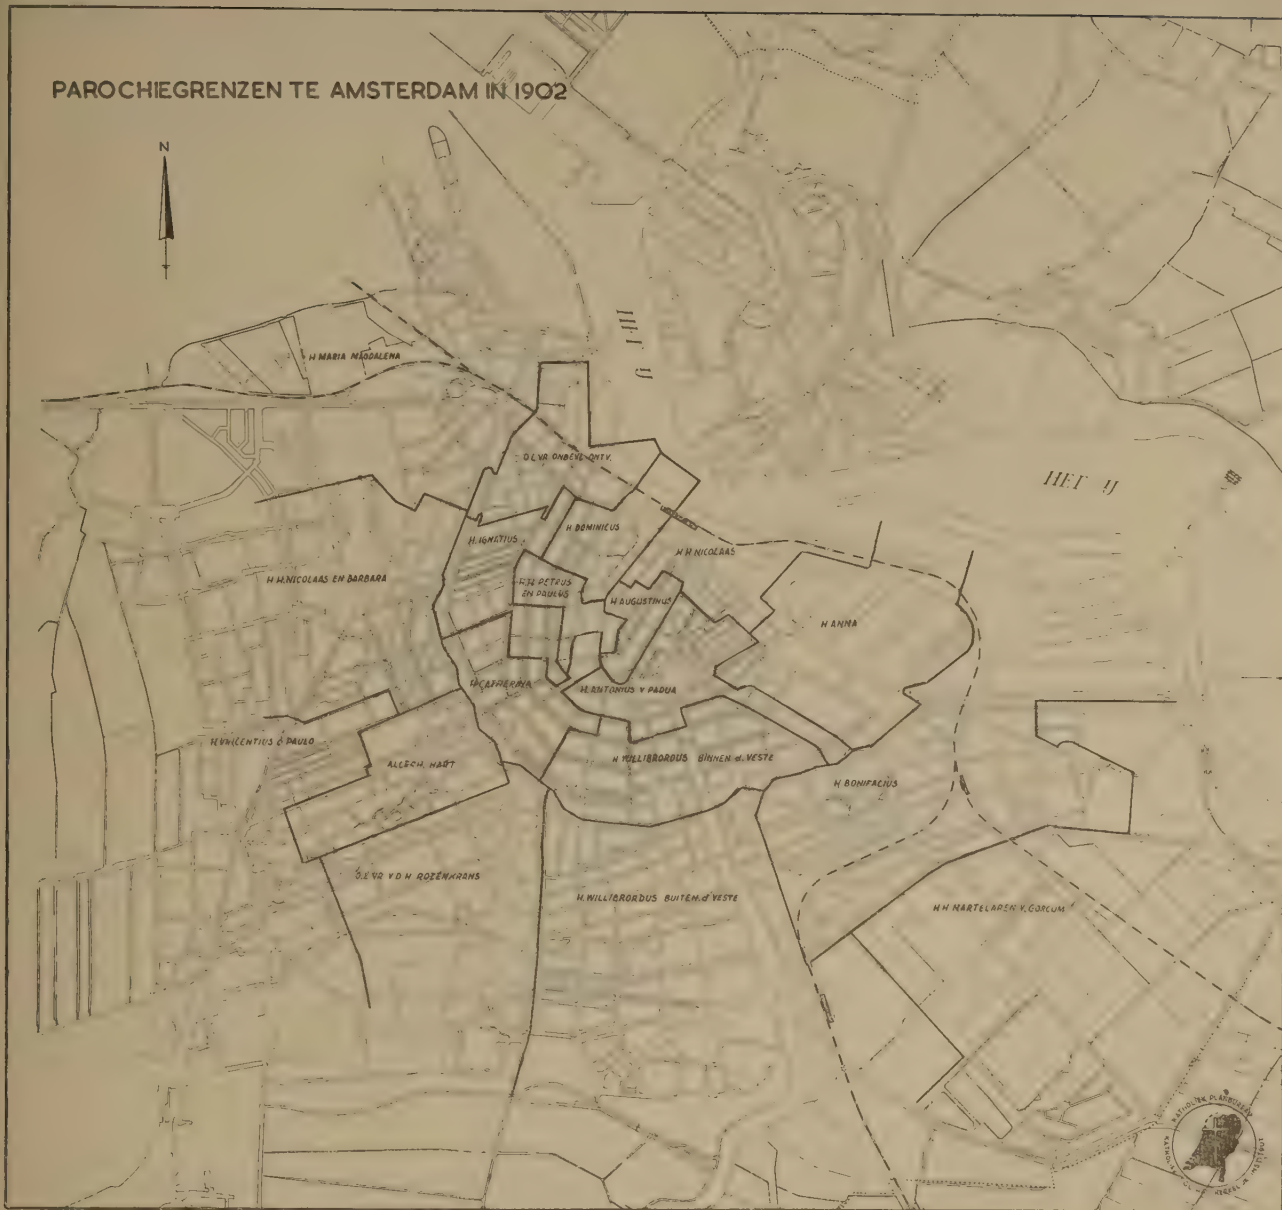 PAROCHIEGRENZEN TE AMSTERDAM IN 1902
N
HET IJ
H MARIA MAGDALENA
O L VR ONBEVL. ONTV.
HET IJ
H. DOMINICUS
H. IGNATIUS
H H NICOLAAS
H.H. NICOLAAS EN BARBARA
H.H. PETRUS
EN PAULUS
H AUGUSTINUS
H ANNA
H. CATHARINA
H. ANTONIUS V PADUA
H. VINCENTIUS à PAULO
ALLERH. HART
H WILLIBRORDUS BINNEN d. VESTE
H BONIFACIUS
O.L VR V D H ROZENKRANS
H. WILLIBRORDUS BUITEN. d' VESTE
H H MARTELAREN V. GORCUM
KATHOLIEK PLANBUREAU